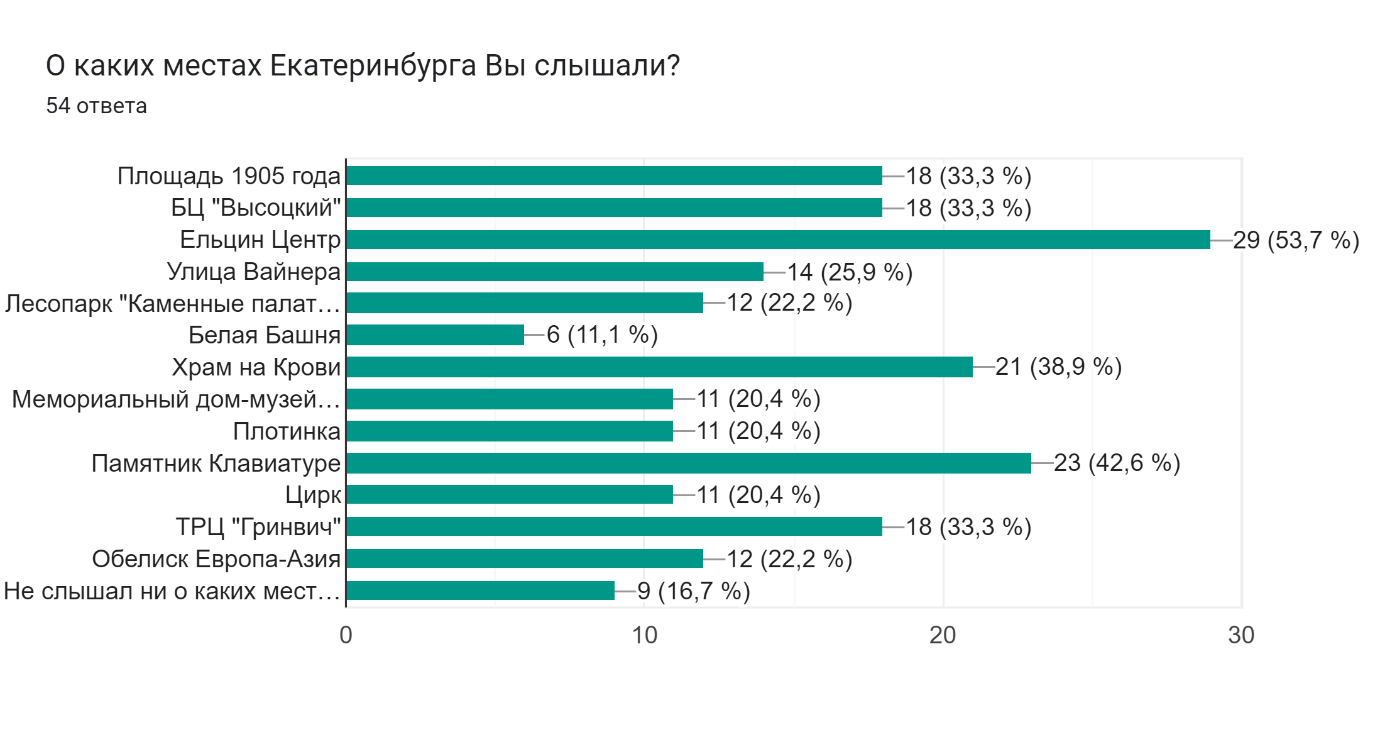 О каких местах Екатеринбурга Вы слышали?
54 ответа
Площадь 1905 года 18 (33,3 %)
БЦ "Высоцкий" 18 (33,3 %)
Ельцин Центр 29 (53,7 %)
Улица Вайнера 14 (25,9 %)
Лесопарк "Каменные палат… 12 (22,2 %)
Белая Башня 6 (11,1 %)
Храм на Крови 21 (38,9 %)
Мемориальный дом-музей… 11 (20,4 %)
Плотинка 11 (20,4 %)
Памятник Клавиатуре 23 (42,6 %)
Цирк 11 (20,4 %)
ТРЦ "Гринвич" 18 (33,3 %)
Обелиск Европа-Азия 12 (22,2 %)
Не слышал ни о каких мест… 9 (16,7 %)
0 10 20 30